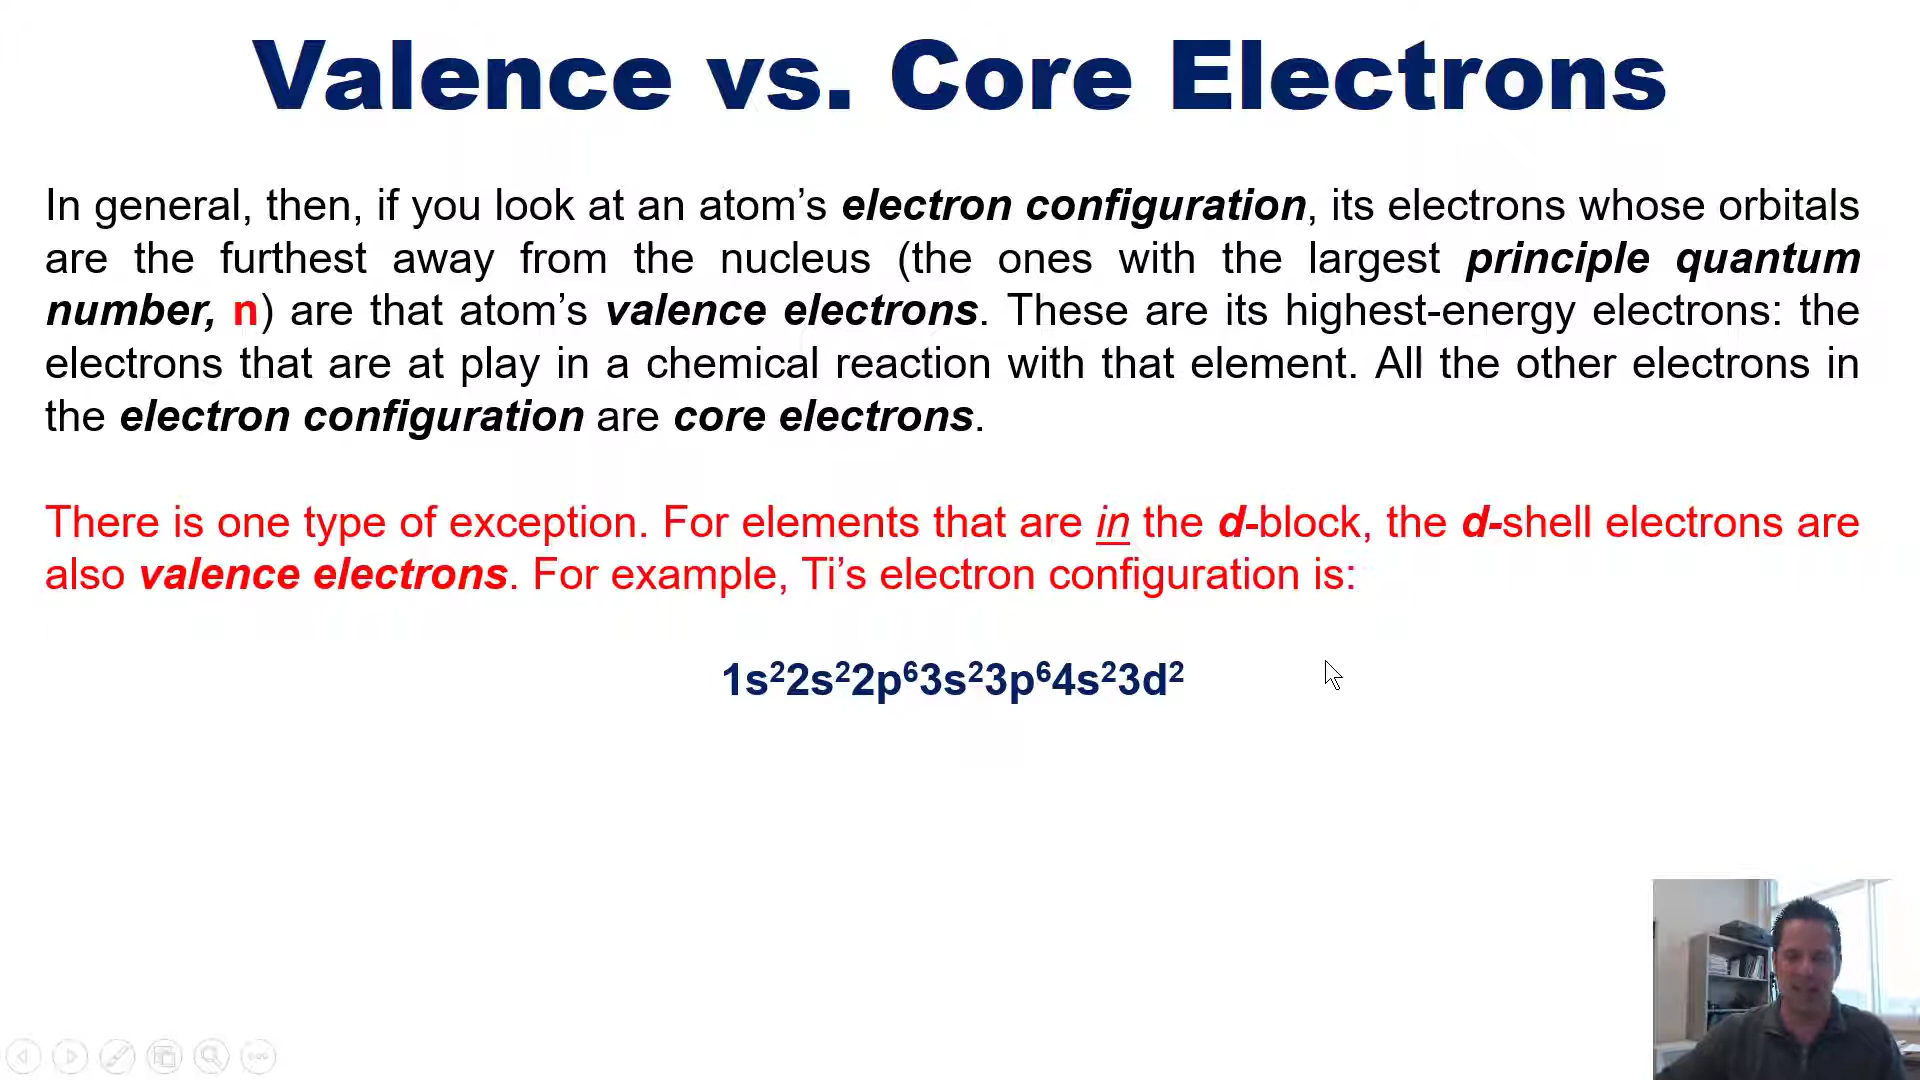 Valence vs. Core Electrons
In general, then, if you look at an atom’s electron configuration, its electrons whose orbitals
are the furthest away from the nucleus (the ones with the largest principle quantum
number, n) are that atom’s valence electrons. These are its highest-energy electrons: the
electrons that are at play in a chemical reaction with that element. All the other electrons in
the electron configuration are core electrons.
There is one type of exception. For elements that are in the d-block, the d-shell electrons are
also valence electrons. For example, Ti’s electron configuration is:
1s²2s²2p⁶3s²3p⁶4s²3d²